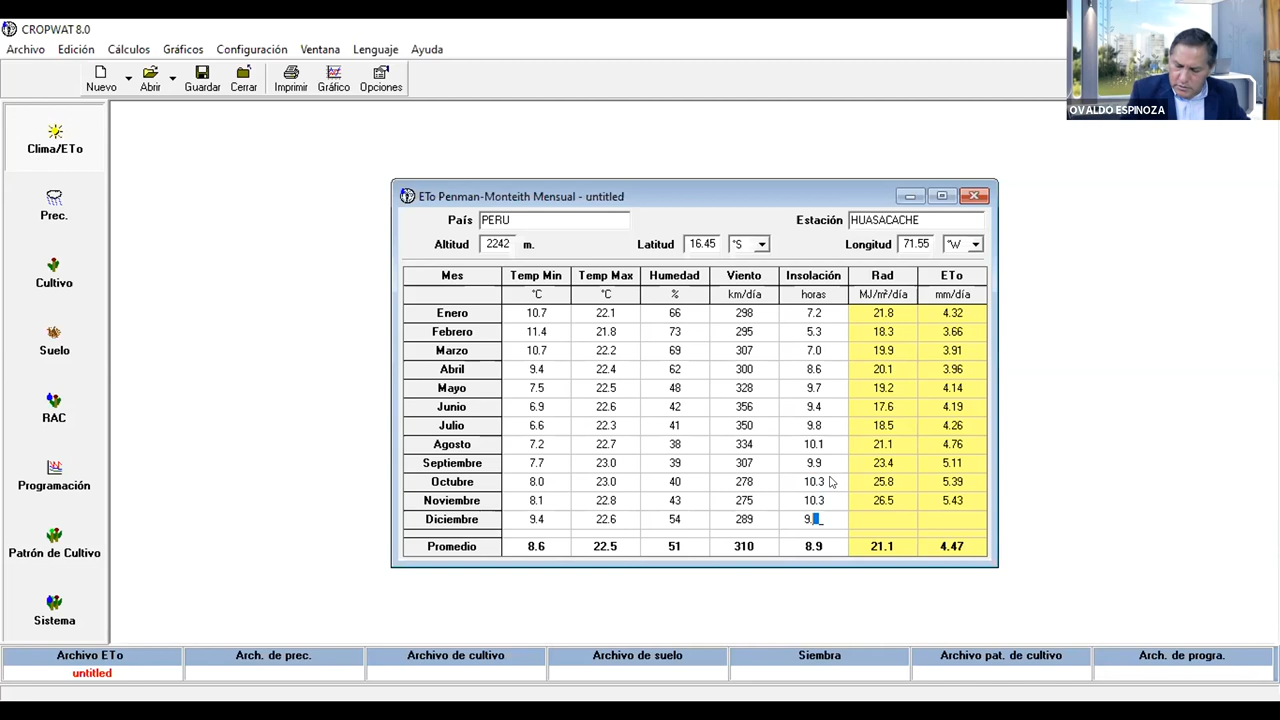 CROPWAT 8.0
Archivo Edición Cálculos Gráficos Configuración Ventana Lenguaje Ayuda
Nuevo Abrir Guardar Cerrar Imprimir Gráfico Opciones
OVALDO ESPINOZA
Clima/ETo
Prec.
Cultivo
Suelo
RAC
Programación
Patrón de Cultivo
Sistema
ETo Penman-Monteith Mensual - untitled
País PERU Estación HUASACACHE
Altitud 2242 m. Latitud 16.45 °S Longitud 71.55 °W
Mes Temp Min Temp Max Humedad Viento Insolación Rad ETo
°C °C % km/día horas MJ/m²/día mm/día
Enero 10.7 22.1 66 298 7.2 21.8 4.32
Febrero 11.4 21.8 73 295 5.3 18.3 3.66
Marzo 10.7 22.2 69 307 7.0 19.9 3.91
Abril 9.4 22.4 62 300 8.6 20.1 3.96
Mayo 7.5 22.5 48 328 9.7 19.2 4.14
Junio 6.9 22.6 42 356 9.4 17.6 4.19
Julio 6.6 22.3 41 350 9.8 18.5 4.26
Agosto 7.2 22.7 38 334 10.1 21.1 4.76
Septiembre 7.7 23.0 39 307 9.9 23.4 5.11
Octubre 8.0 23.0 40 278 10.3 25.8 5.39
Noviembre 8.1 22.8 43 275 10.3 26.5 5.43
Diciembre 9.4 22.6 54 289 9.
Promedio 8.6 22.5 51 310 8.9 21.1 4.47
Archivo ETo Arch. de prec. Archivo de cultivo Archivo de suelo Siembra Archivo pat. de cultivo Arch. de progra.
untitled